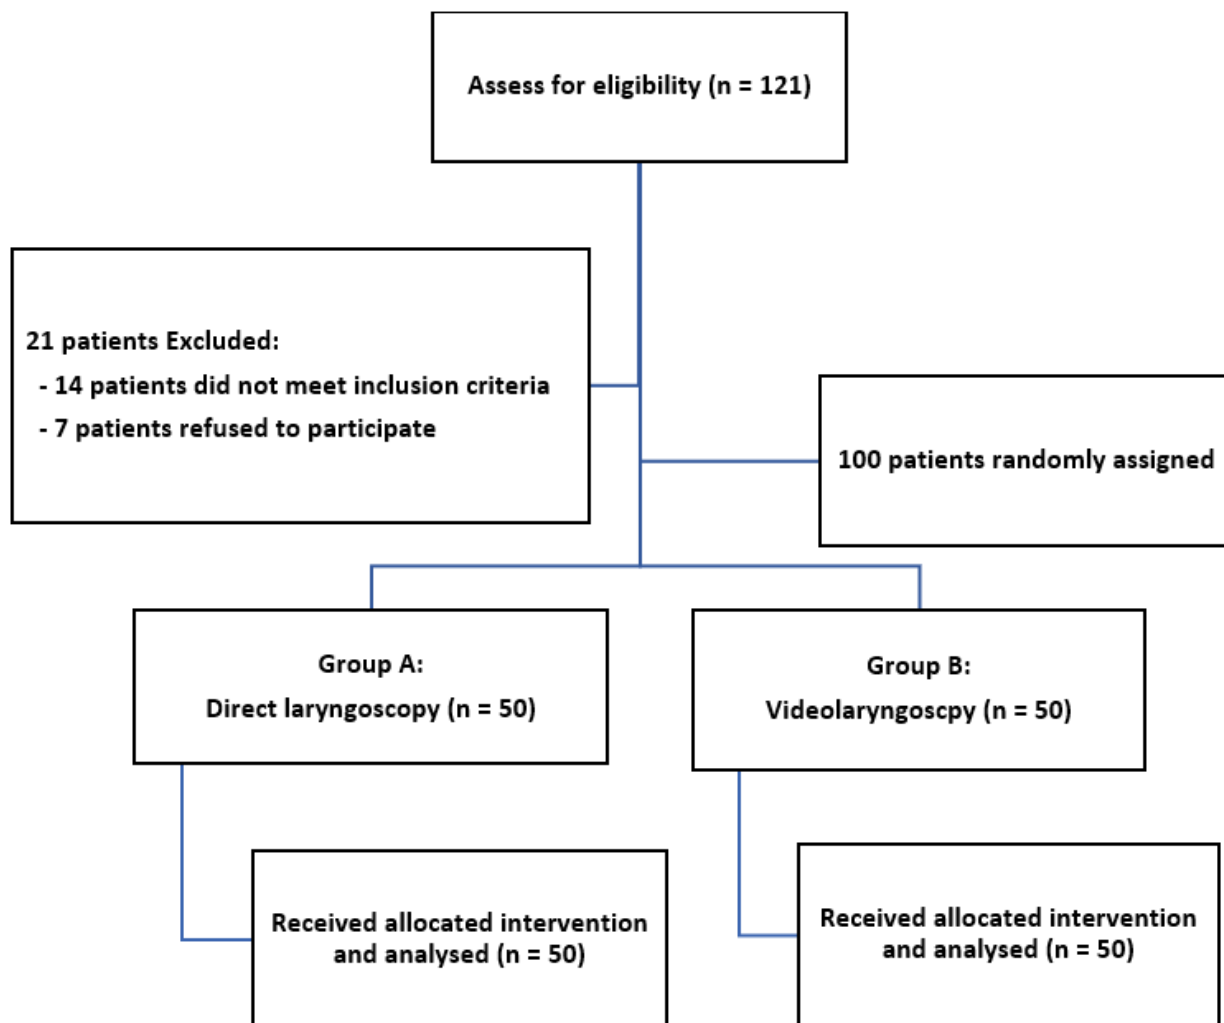 Assess for eligibility (n = 121)
21 patients Excluded:
- 14 patients did not meet inclusion criteria
- 7 patients refused to participate
100 patients randomly assigned
Group A:
Direct laryngoscopy (n = 50)
Group B:
Videolaryngoscpy (n = 50)
Received allocated intervention
and analysed (n = 50)
Received allocated intervention
and analysed (n = 50)